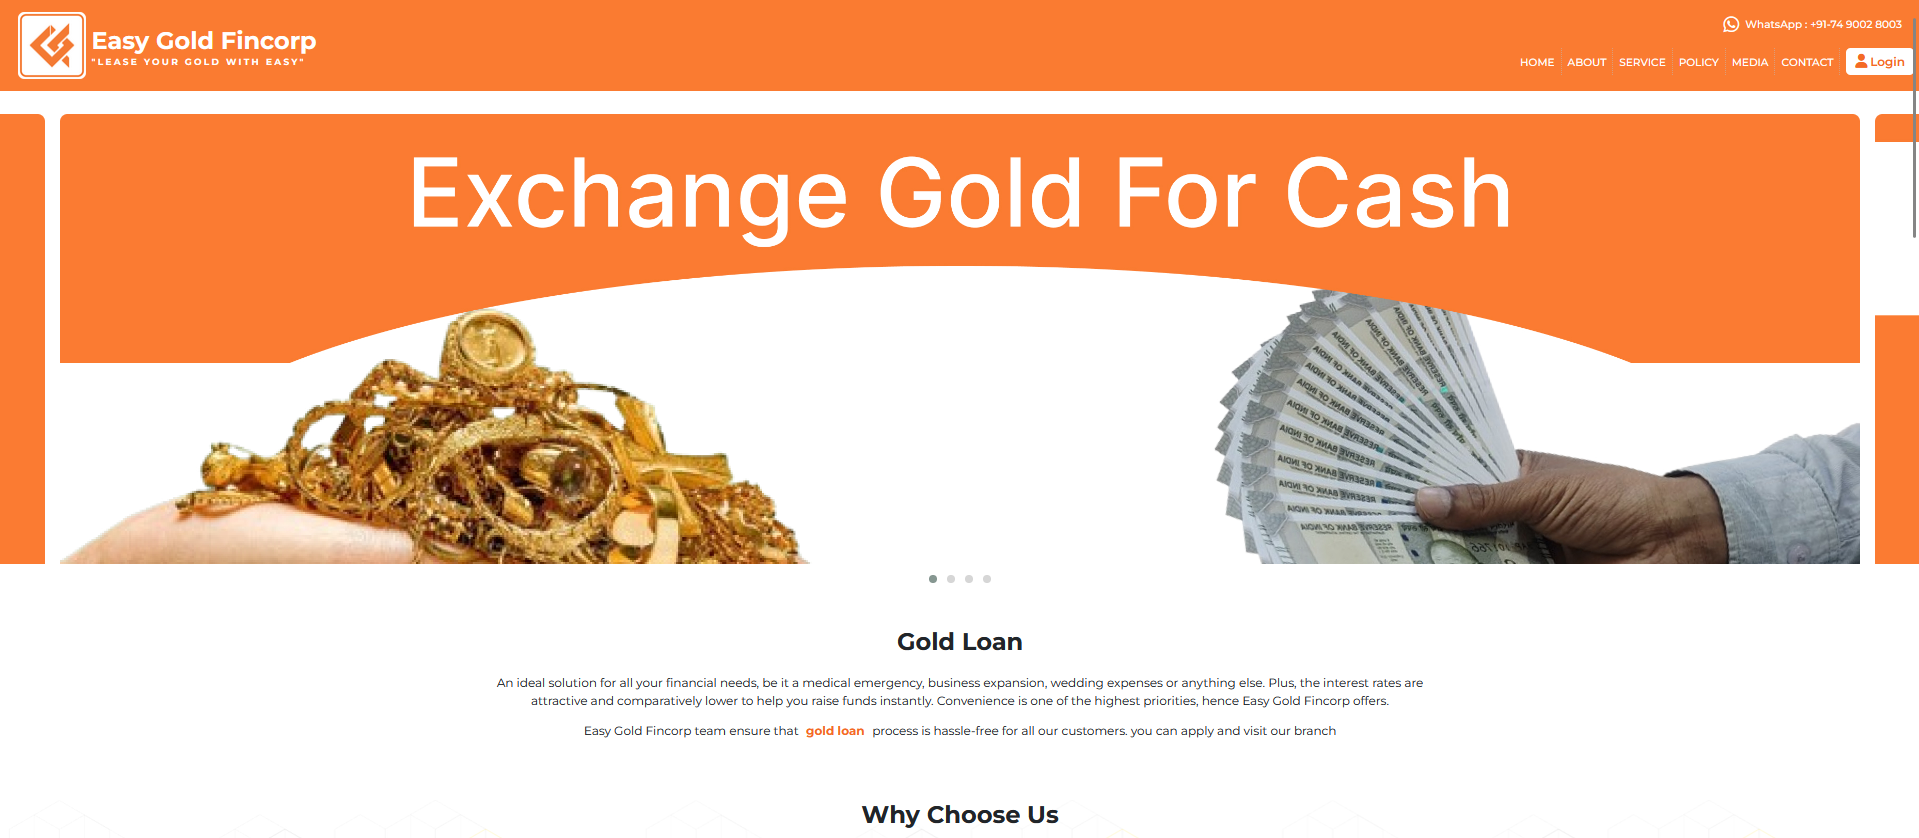 Easy Gold Fincorp
"LEASE YOUR GOLD WITH EASY"
WhatsApp : +91-74 9002 8003
HOME ABOUT SERVICE POLICY MEDIA CONTACT Login
Exchange Gold For Cash
Gold Loan
An ideal solution for all your financial needs, be it a medical emergency, business expansion, wedding expenses or anything else. Plus, the interest rates are
attractive and comparatively lower to help you raise funds instantly. Convenience is one of the highest priorities, hence Easy Gold Fincorp offers.
Easy Gold Fincorp team ensure that gold loan process is hassle-free for all our customers. you can apply and visit our branch
Why Choose Us